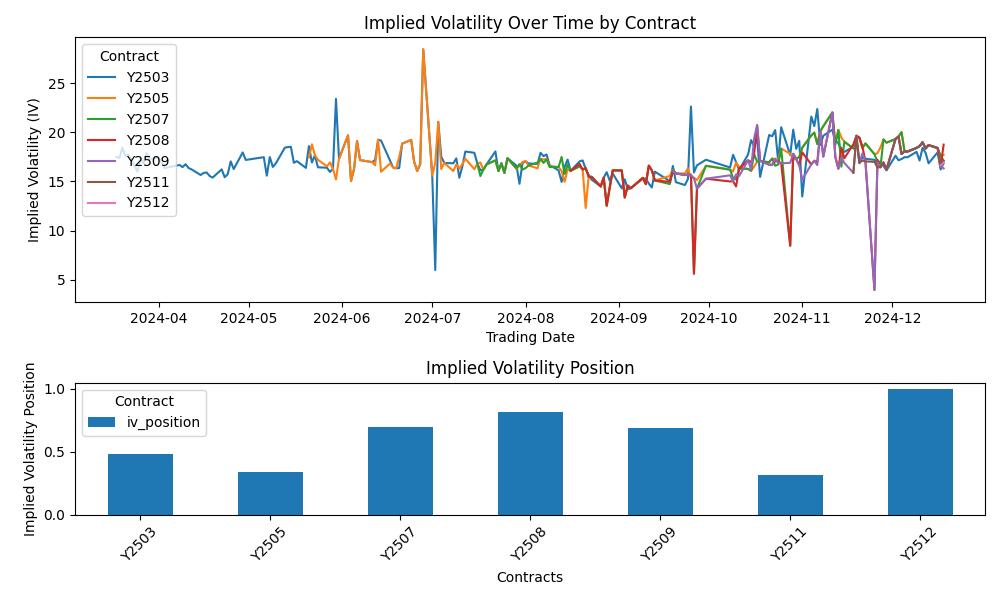 Implied Volatility Over Time by Contract
Implied Volatility (IV)
25
20
15
10
5
Contract
Y2503
Y2505
Y2507
Y2508
Y2509
Y2511
Y2512
2024-04 2024-05 2024-06 2024-07 2024-08 2024-09 2024-10 2024-11 2024-12
Trading Date
Implied Volatility Position
Implied Volatility Position
1.0
0.5
0.0
Contract
iv_position
Y2503 Y2505 Y2507 Y2508 Y2509 Y2511 Y2512
Contracts